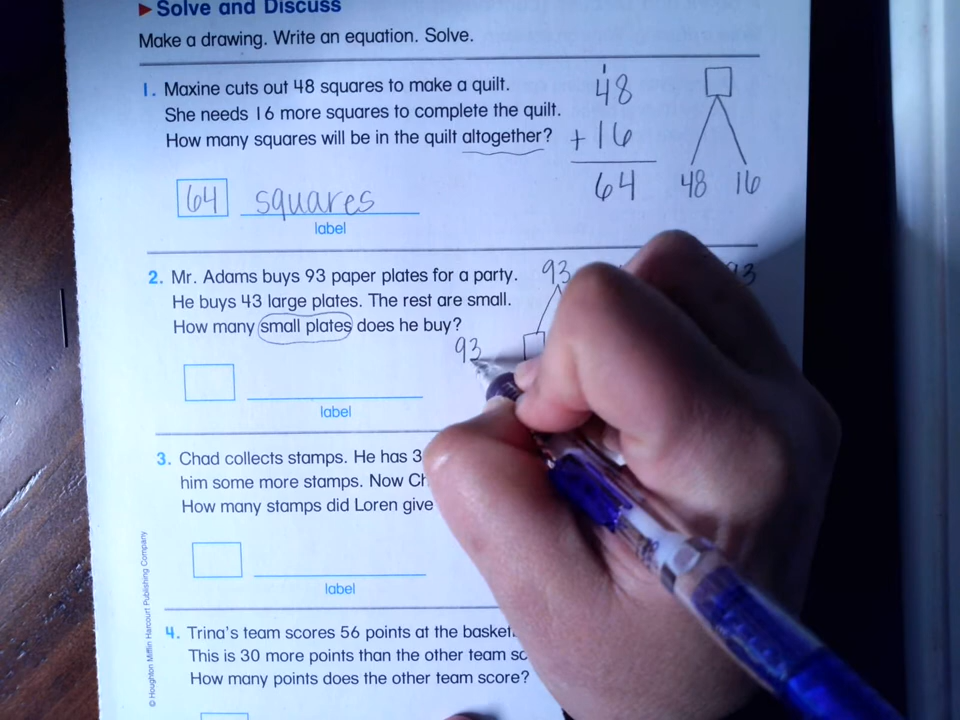 ▶ Solve and Discuss
Make a drawing. Write an equation. Solve.
1. Maxine cuts out 48 squares to make a quilt.
She needs 16 more squares to complete the quilt.
How many squares will be in the quilt altogether?
1
48
+ 16
64
48 16
64 squares
label
2. Mr. Adams buys 93 paper plates for a party.
He buys 43 large plates. The rest are small.
How many small plates does he buy?
93
93
label
3. Chad collects stamps. He has 3
him some more stamps. Now Ch
How many stamps did Loren give
label
4. Trina's team scores 56 points at the basket
This is 30 more points than the other team sc
How many points does the other team score?
© Houghton Mifflin Harcourt Publishing Company